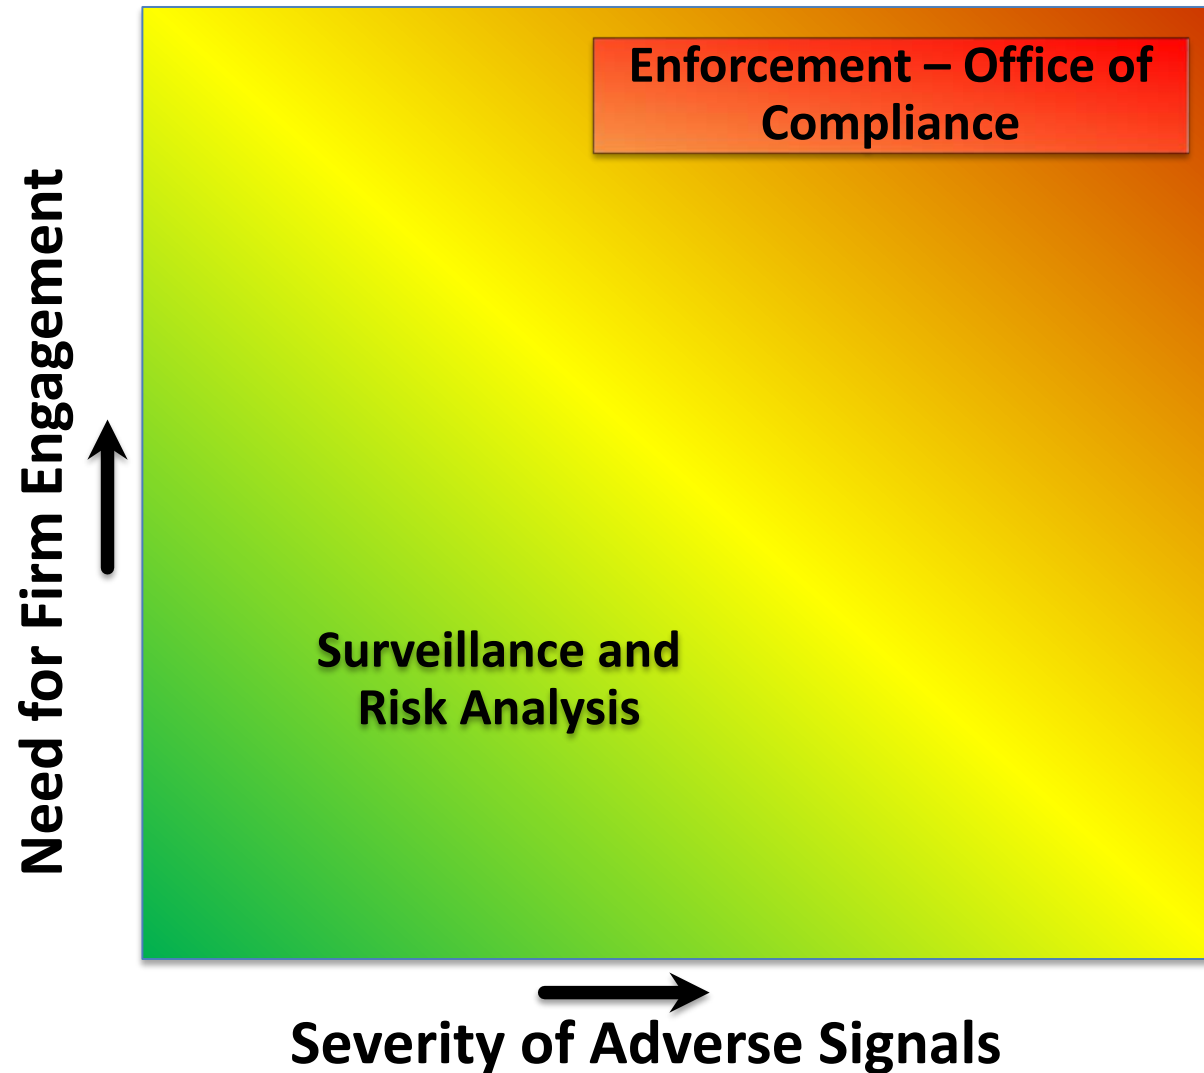 Enforcement – Office of
Compliance
Need for Firm Engagement
Surveillance and
Risk Analysis
Severity of Adverse Signals